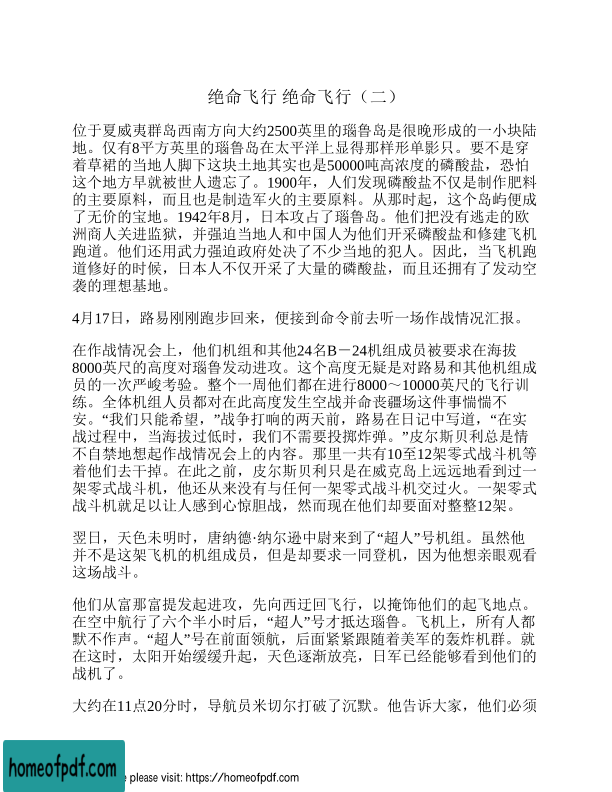 绝命飞行 绝命飞行（二）
位于夏威夷群岛西南方向大约2500英里的瑙鲁岛是很晚形成的一小块陆
地。仅有8平方英里的瑙鲁岛在太平洋上显得那样形单影只。要不是穿
着草裙的当地人脚下这块土地其实也是50000吨高浓度的磷酸盐，恐怕
这个地方早就被世人遗忘了。1900年，人们发现磷酸盐不仅是制作肥料
的主要原料，而且也是制造军火的主要原料。从那时起，这个岛屿便成
了无价的宝地。1942年8月，日本攻占了瑙鲁岛。他们把没有逃走的欧
洲商人关进监狱，并强迫当地人和中国人为他们开采磷酸盐和修建飞机
跑道。他们还用武力强迫政府处决了不少当地的犯人。因此，当飞机跑
道修好的时候，日本人不仅开采了大量的磷酸盐，而且还拥有了发动空
袭的理想基地。
4月17日，路易刚刚跑步回来，便接到命令前去听一场作战情况汇报。
在作战情况会上，他们机组和其他24名B－24机组成员被要求在海拔
8000英尺的高度对瑙鲁发动进攻。这个高度无疑是对路易和其他机组成
员的一次严峻考验。整个一周他们都在进行8000～10000英尺的飞行训
练。全体机组人员都对在此高度发生空战并命丧疆场这件事惴惴不
安。“我们只能希望，”战争打响的两天前，路易在日记中写道，“在实
战过程中，当海拔过低时，我们不需要投掷炸弹。”皮尔斯贝利总是情
不自禁地想起作战情况会上的内容。那里一共有10至12架零式战斗机等
着他们去干掉。在此之前，皮尔斯贝利只是在威克岛上远远地看到过一
架零式战斗机，他还从来没有与任何一架零式战斗机交过火。一架零式
战斗机就足以让人感到心惊胆战，然而现在他们却要面对整整12架。
翌日，天色未明时，唐纳德·纳尔逊中尉来到了“超人”号机组。虽然他
并不是这架飞机的机组成员，但是却要求一同登机，因为他想亲眼观看
这场战斗。
他们从富那富提发起进攻，先向西迂回飞行，以掩饰他们的起飞地点。
在空中航行了六个半小时后，“超人”号才抵达瑙鲁。飞机上，所有人都
默不作声。“超人”号在前面领航，后面紧紧跟随着美军的轰炸机群。就
在这时，太阳开始缓缓升起，天色逐渐放亮，日军已经能够看到他们的
战机了。
大约在11点20分时，导航员米切尔打破了沉默。他告诉大家，他们必须
homeofpdf.com
please visit: https://homeofpdf.com